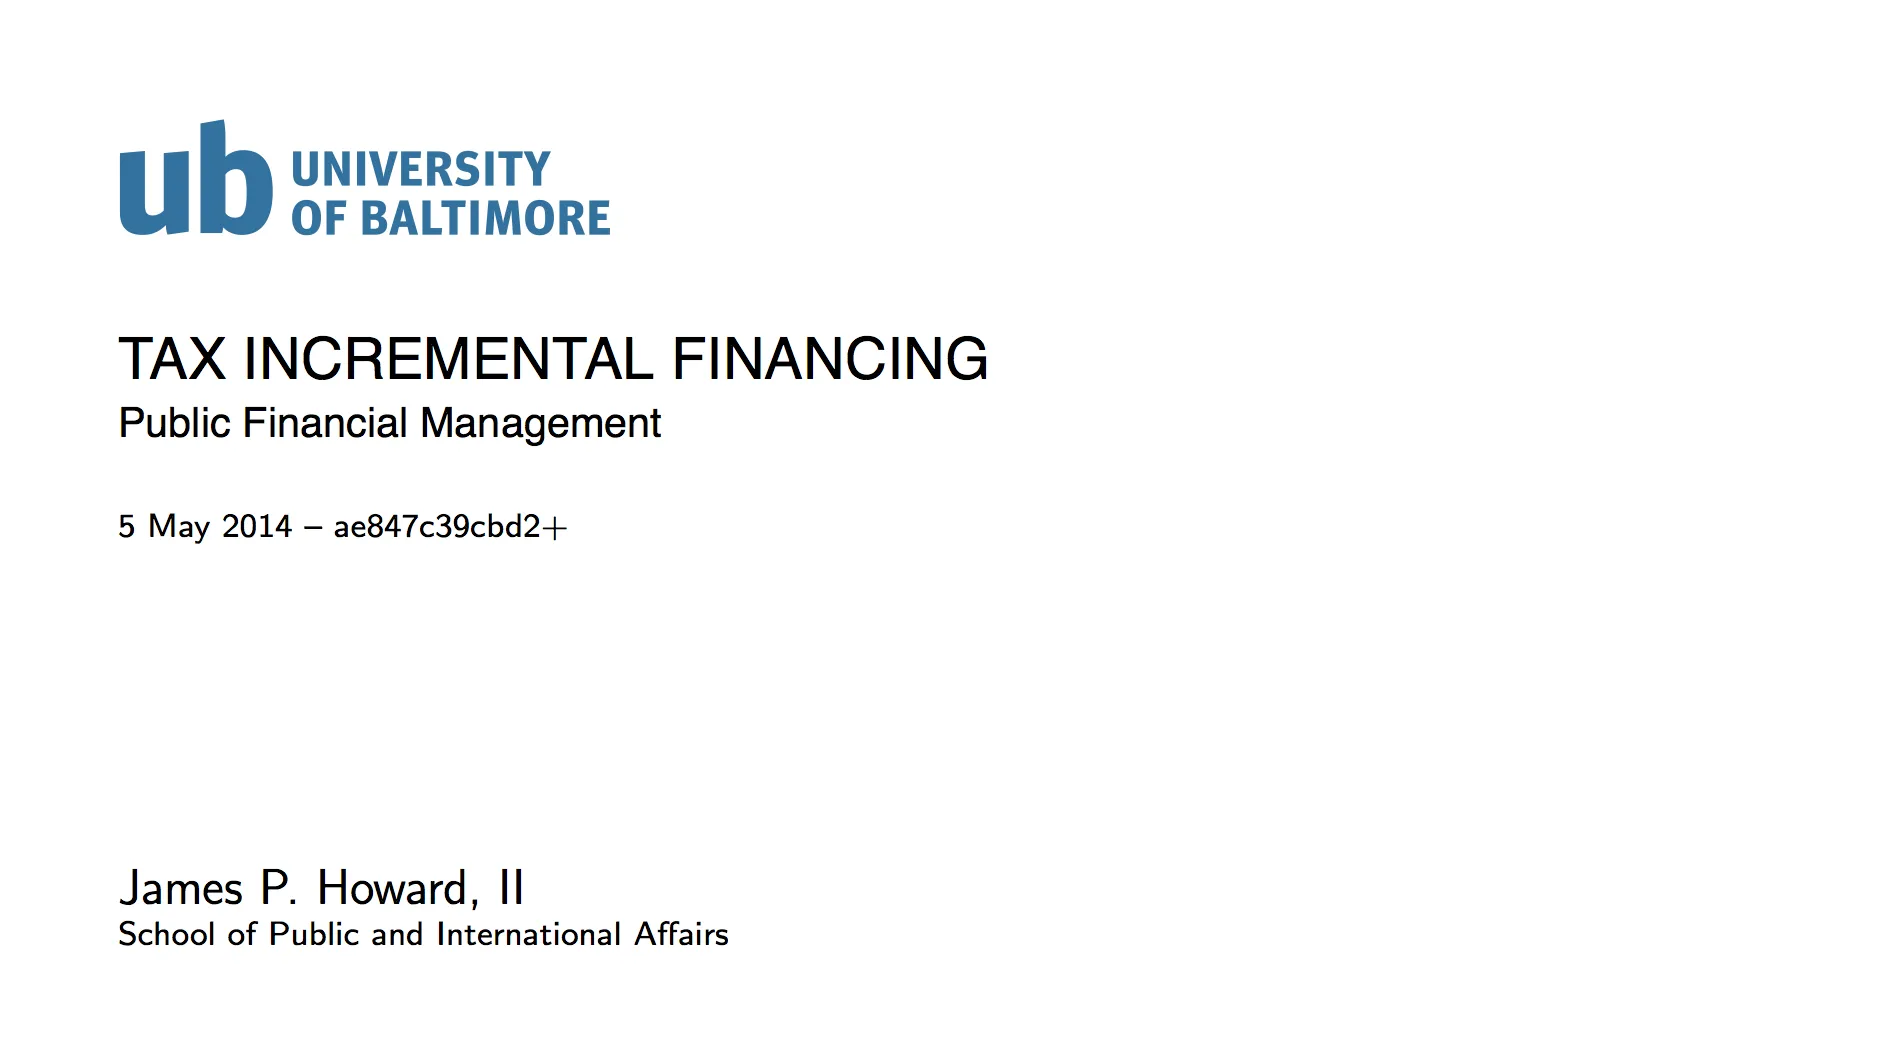 ub UNIVERSITY
OF BALTIMORE
TAX INCREMENTAL FINANCING
Public Financial Management
5 May 2014 – ae847c39cbd2+
James P. Howard, II
School of Public and International Affairs